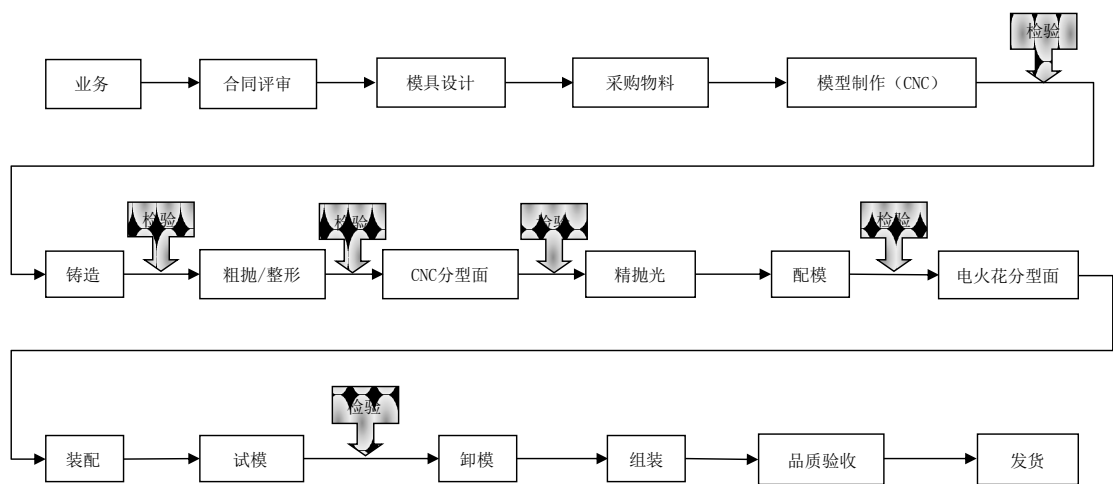 检验
业务
合同评审
模具设计
采购物料
模型制作（CNC）
检验
检验
检验
检验
铸造
粗抛/整形
CNC分型面
精抛光
配模
电火花分型面
检验
装配
试模
卸模
组装
品质验收
发货